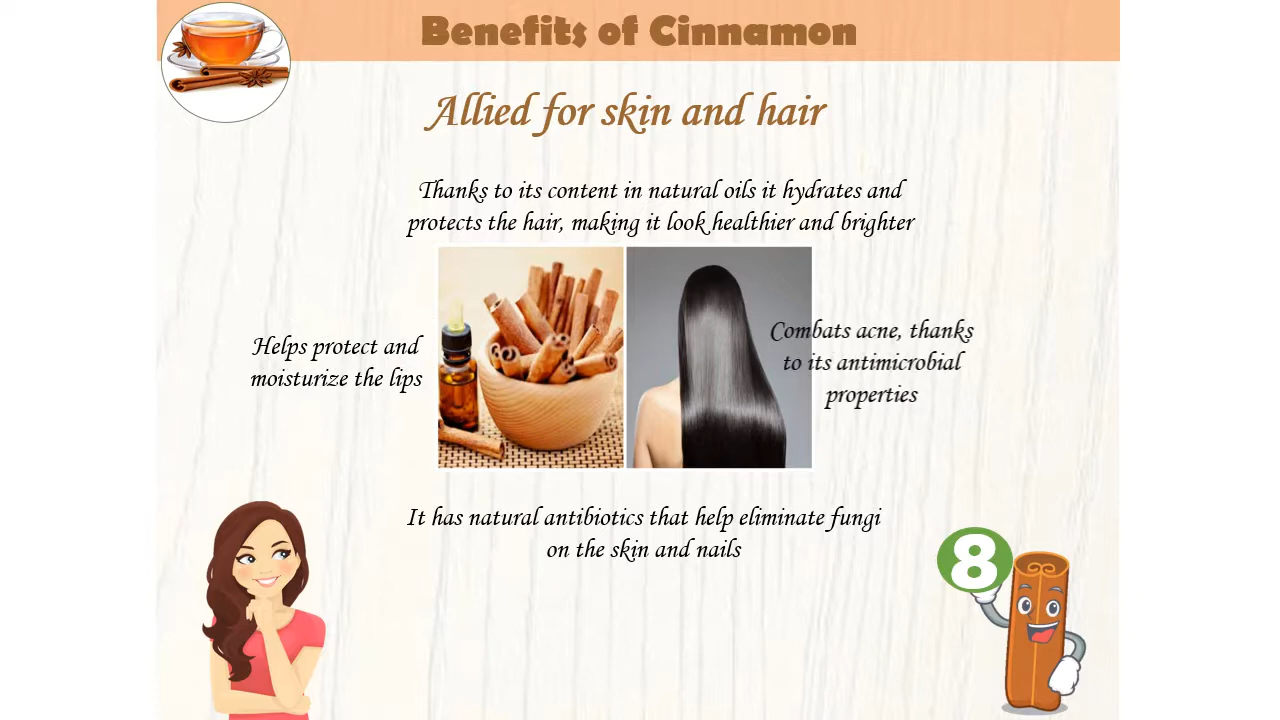 Benefits of Cinnamon
Allied for skin and hair
Thanks to its content in natural oils it hydrates and
protects the hair, making it look healthier and brighter
Helps protect and
moisturize the lips
Combats acne, thanks
to its antimicrobial
properties
It has natural antibiotics that help eliminate fungi
on the skin and nails
8